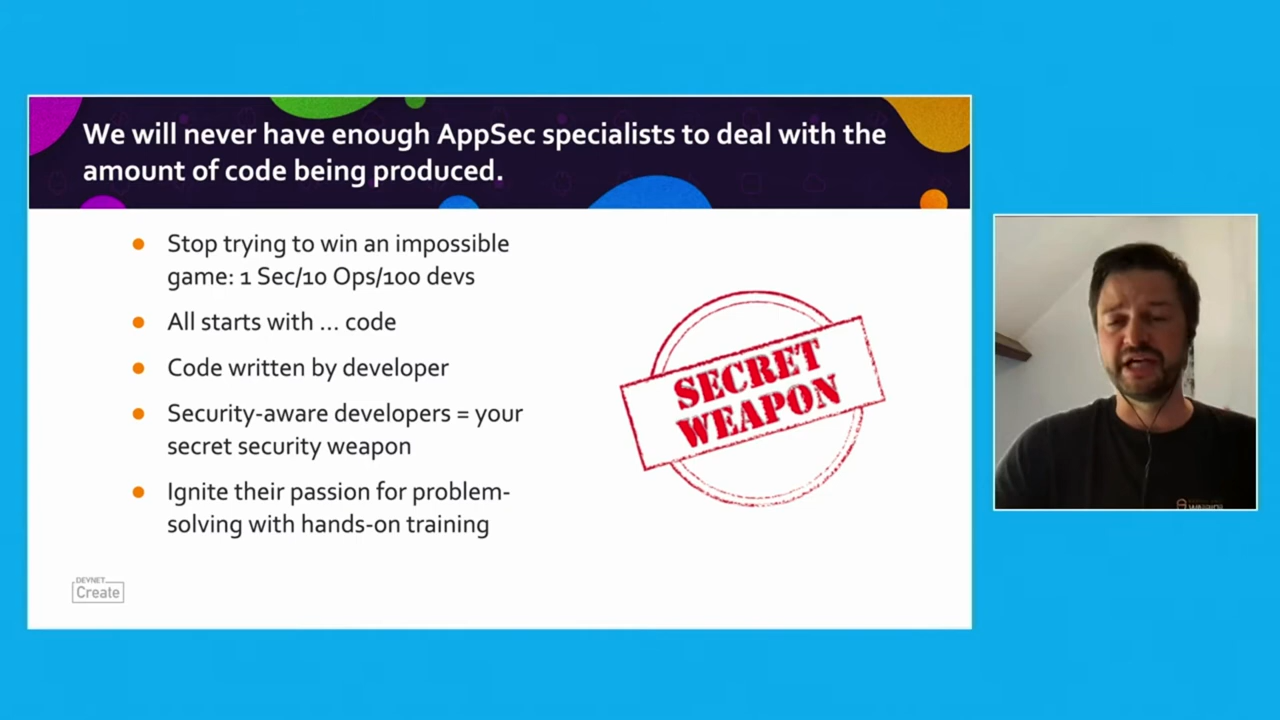 We will never have enough AppSec specialists to deal with the
amount of code being produced.
Stop trying to win an impossible
game: 1 Sec/10 Ops/100 devs
All starts with ... code
Code written by developer
Security-aware developers = your
secret security weapon
Ignite their passion for problem-
solving with hands-on training
SECRET
WEAPON
DEVNET
Create